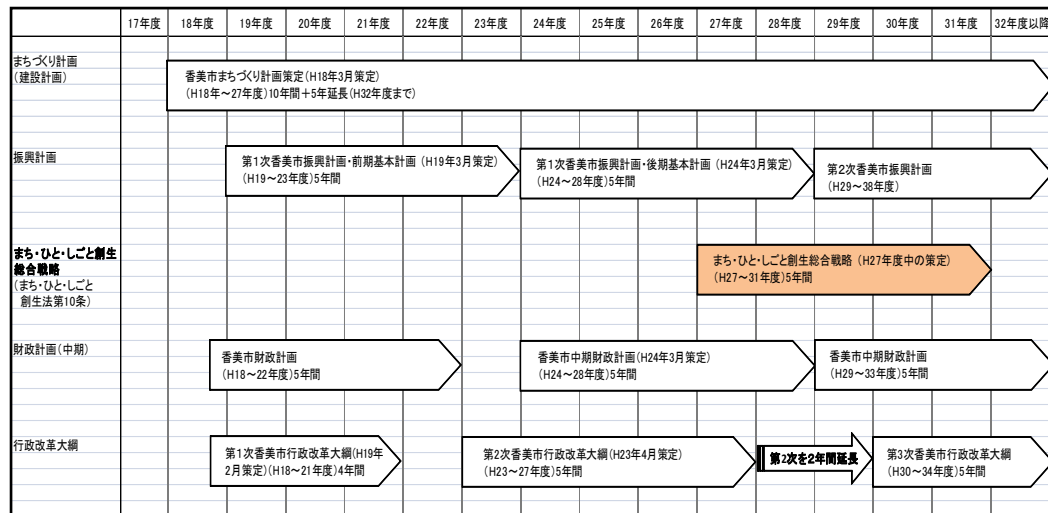 17年度 18年度 19年度 20年度 21年度 22年度 23年度 24年度 25年度 26年度 27年度 28年度 29年度 30年度 31年度 32年度以降
まちづくり計画
(建設計画)
香美市まちづくり計画策定(H18年3月策定)
(H18年～27年度)10年間＋5年延長(H32年度まで)
振興計画
第1次香美市振興計画・前期基本計画 (H19年3月策定)
(H19～23年度)5年間
第1次香美市振興計画・後期基本計画 (H24年3月策定)
(H24～28年度)5年間
第2次香美市振興計画
(H29～38年度)
まち・ひと・しごと創生
総合戦略
(まち・ひと・しごと
創生法第10条)
まち・ひと・しごと創生総合戦略 (H27年度中の策定)
(H27～31年度)5年間
財政計画(中期)
香美市財政計画
(H18～22年度)5年間
香美市中期財政計画(H24年3月策定)
(H24～28年度)5年間
香美市中期財政計画
(H29～33年度)5年間
行政改革大綱
第1次香美市行政改革大綱(H19年
2月策定)(H18～21年度)4年間
第2次香美市行政改革大綱(H23年4月策定)
(H23～27年度)5年間
第2次を2年間延長
第3次香美市行政改革大綱
(H30～34年度)5年間